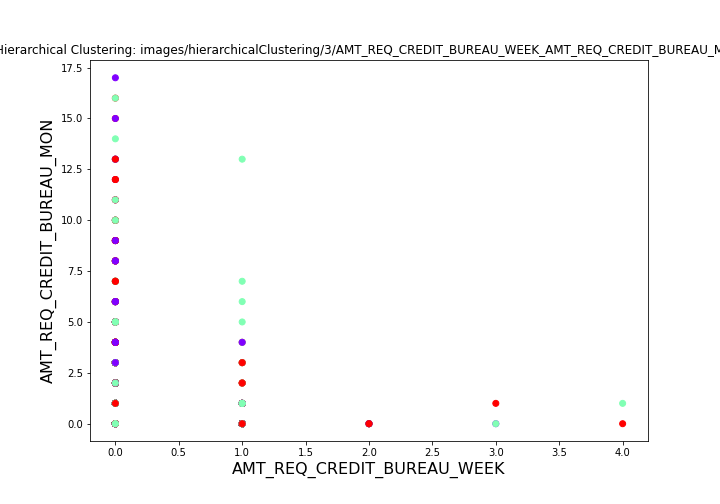 Hierarchical Clustering: images/hierarchicalClustering/3/AMT_REQ_CREDIT_BUREAU_WEEK_AMT_REQ_CREDIT_BUREAU_M
17.5
15.0
12.5
10.0
7.5
5.0
2.5
0.0
AMT_REQ_CREDIT_BUREAU_MON
0.0 0.5 1.0 1.5 2.0 2.5 3.0 3.5 4.0
AMT_REQ_CREDIT_BUREAU_WEEK